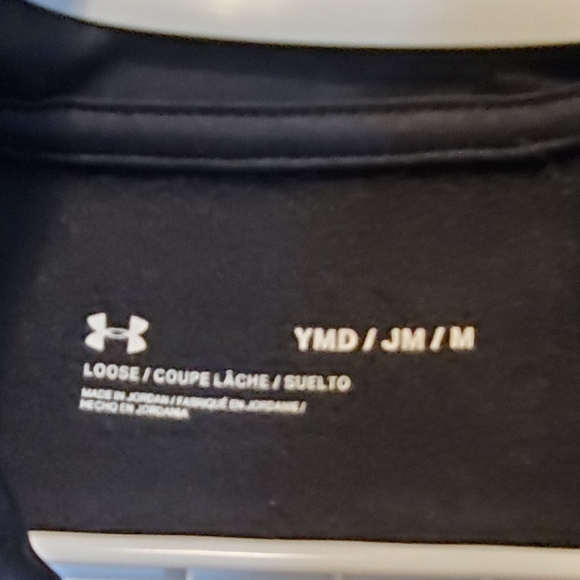 YMD / JM / M
LOOSE / COUPE LÂCHE / SUELTO
MADE IN JORDAN / FABRIQUÉ EN JORDANIE /
HECHO EN JORDANIA